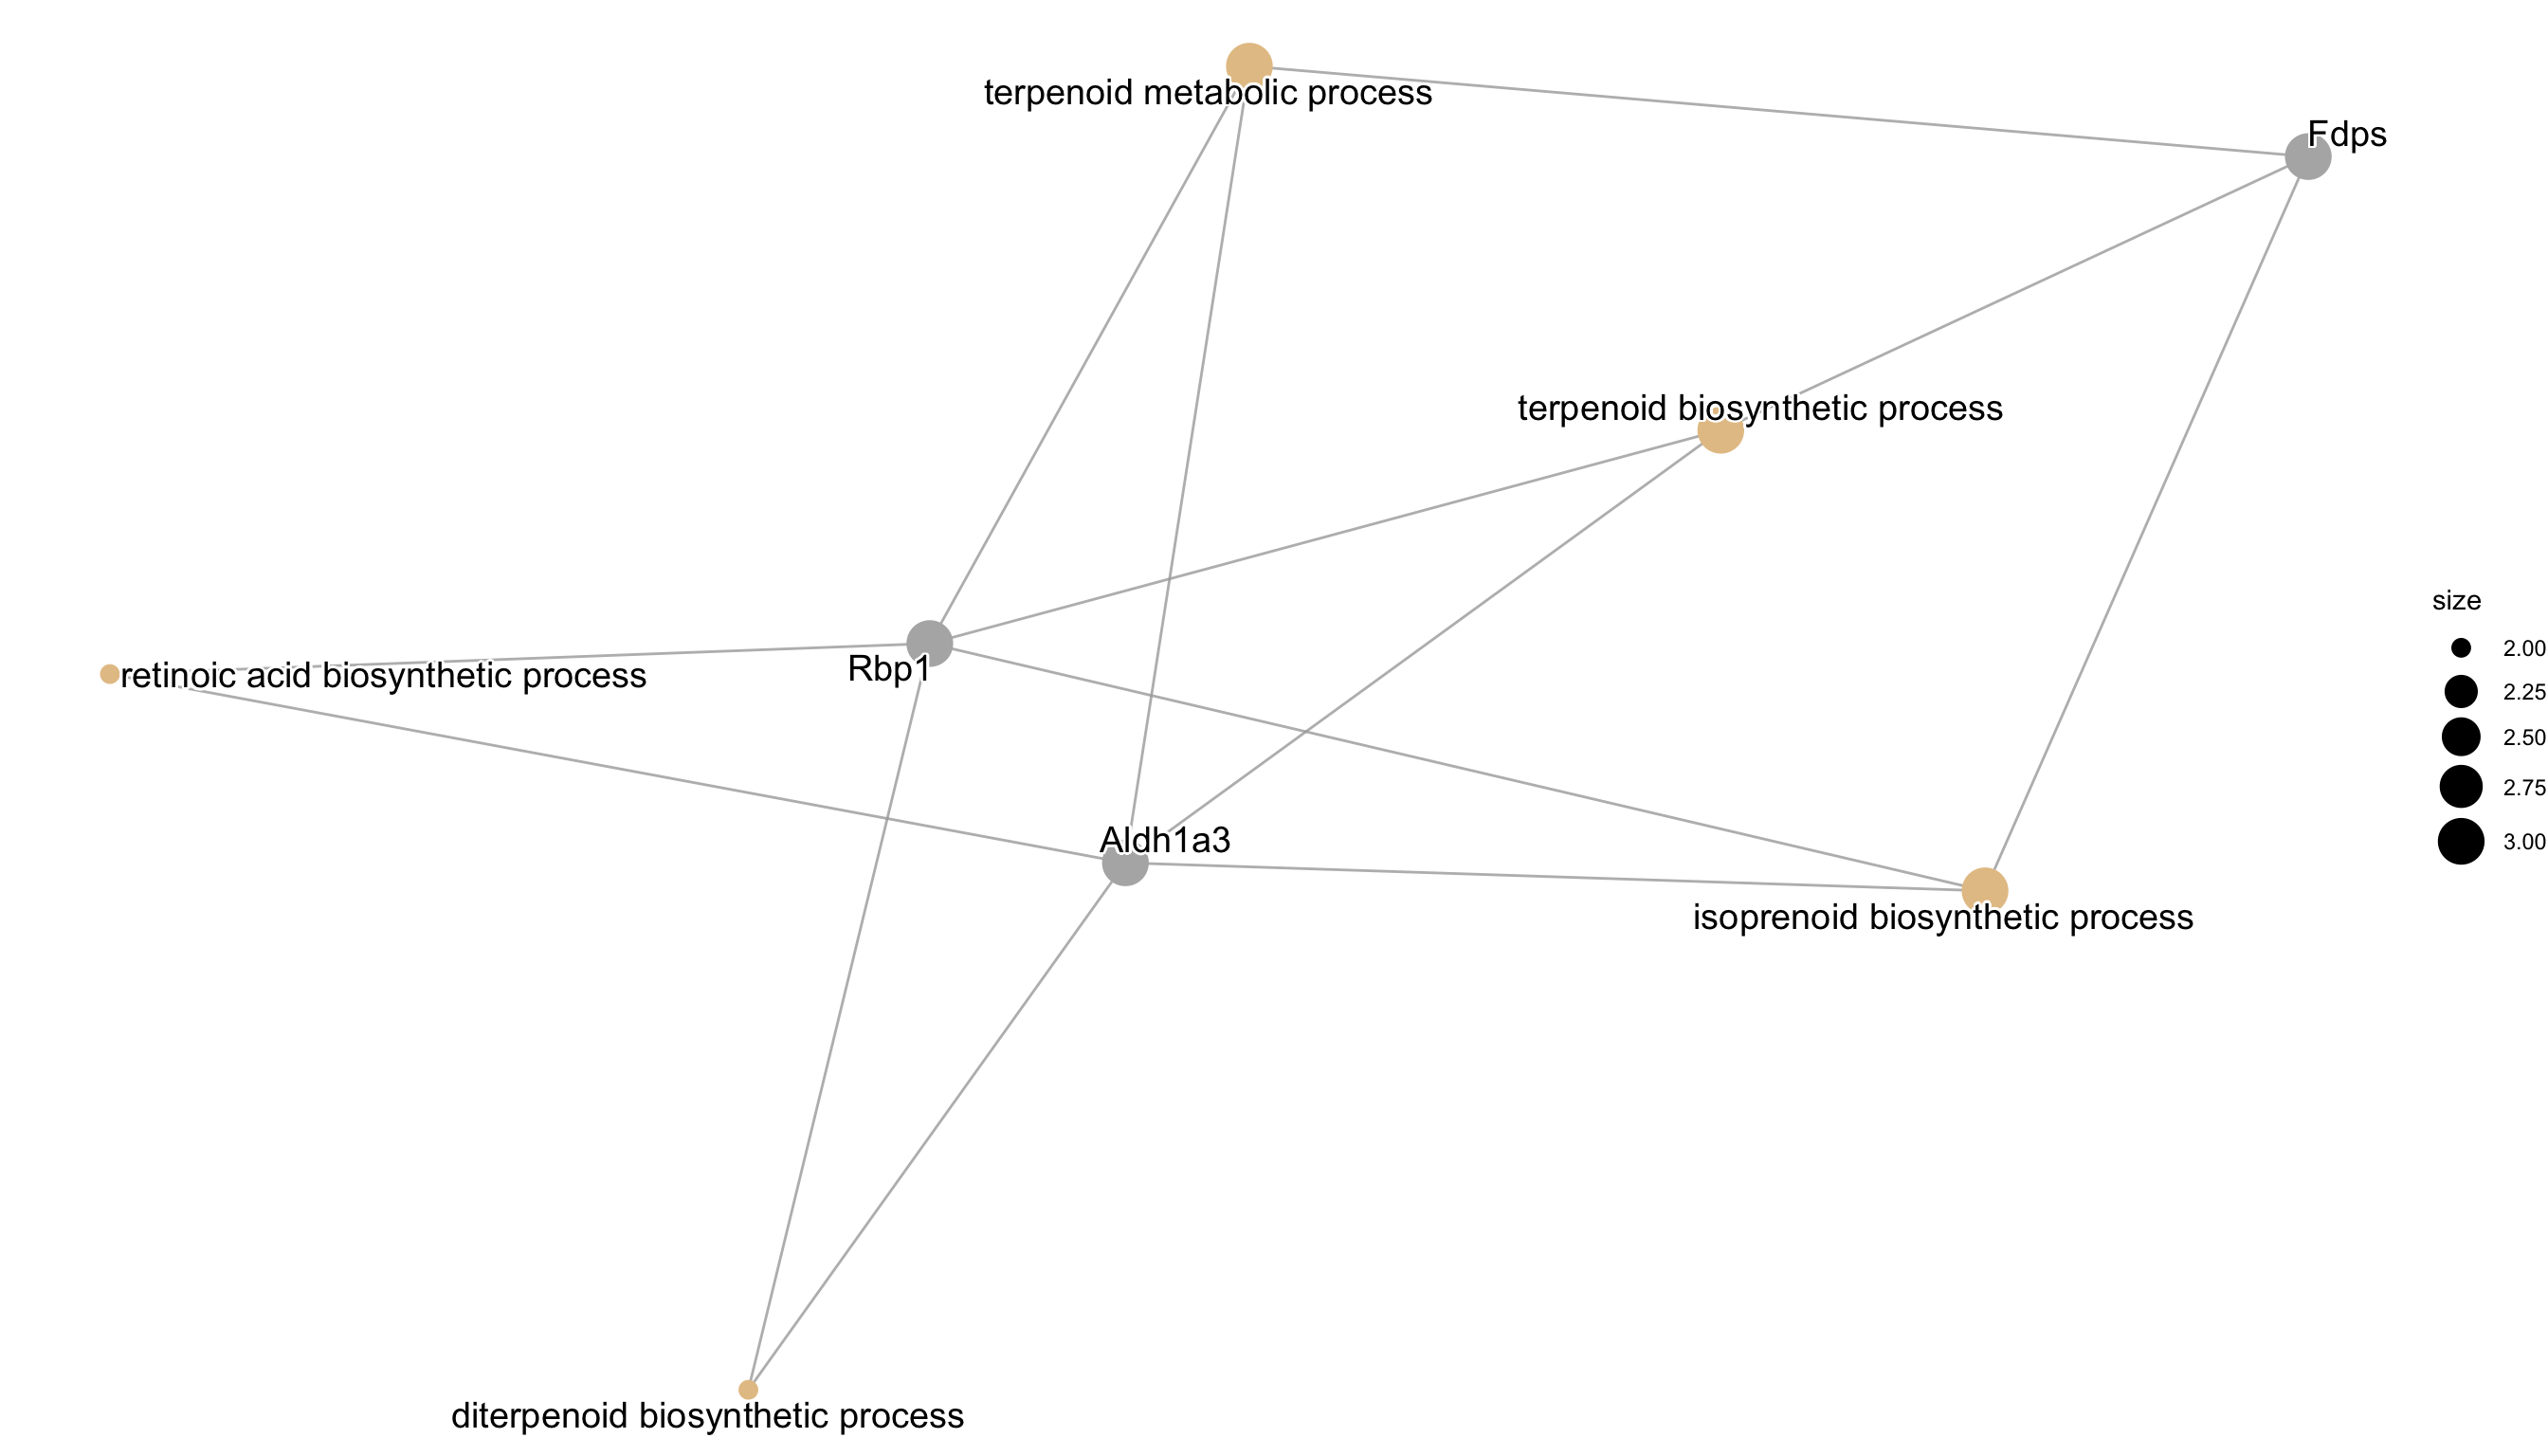 terpenoid metabolic process
Fdps
terpenoid biosynthetic process
size
2.00
retinoic acid biosynthetic process
Rbp1
2.25
2.50
2.75
Aldh1a3
3.00
isoprenoid biosynthetic process
diterpenoid biosynthetic process